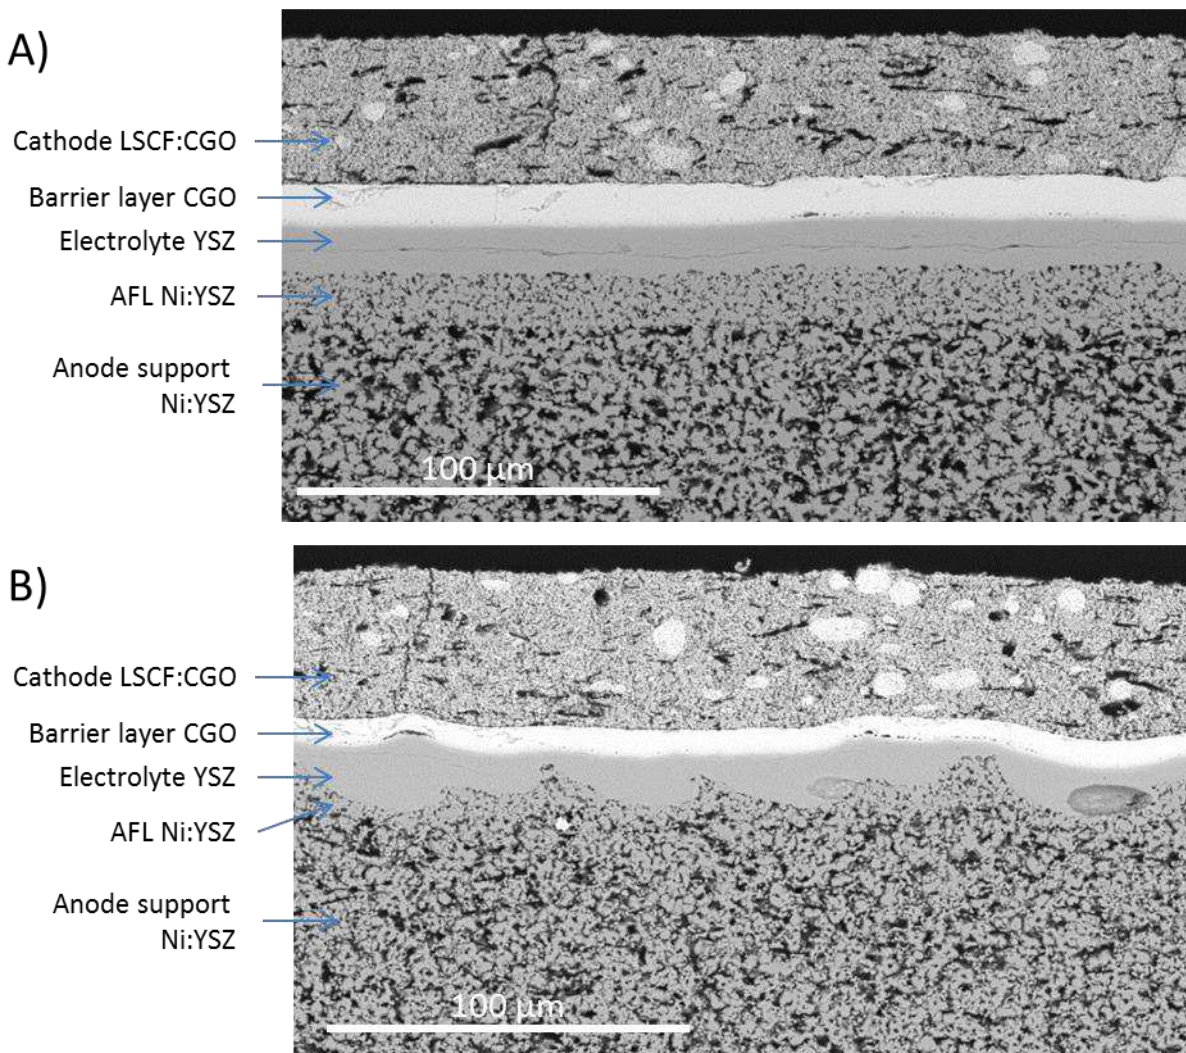 A)
Cathode LSCF:CGO
Barrier layer CGO
Electrolyte YSZ
AFL Ni:YSZ
Anode support
Ni:YSZ
100 µm
B)
Cathode LSCF:CGO
Barrier layer CGO
Electrolyte YSZ
AFL Ni:YSZ
Anode support
Ni:YSZ
100 µm